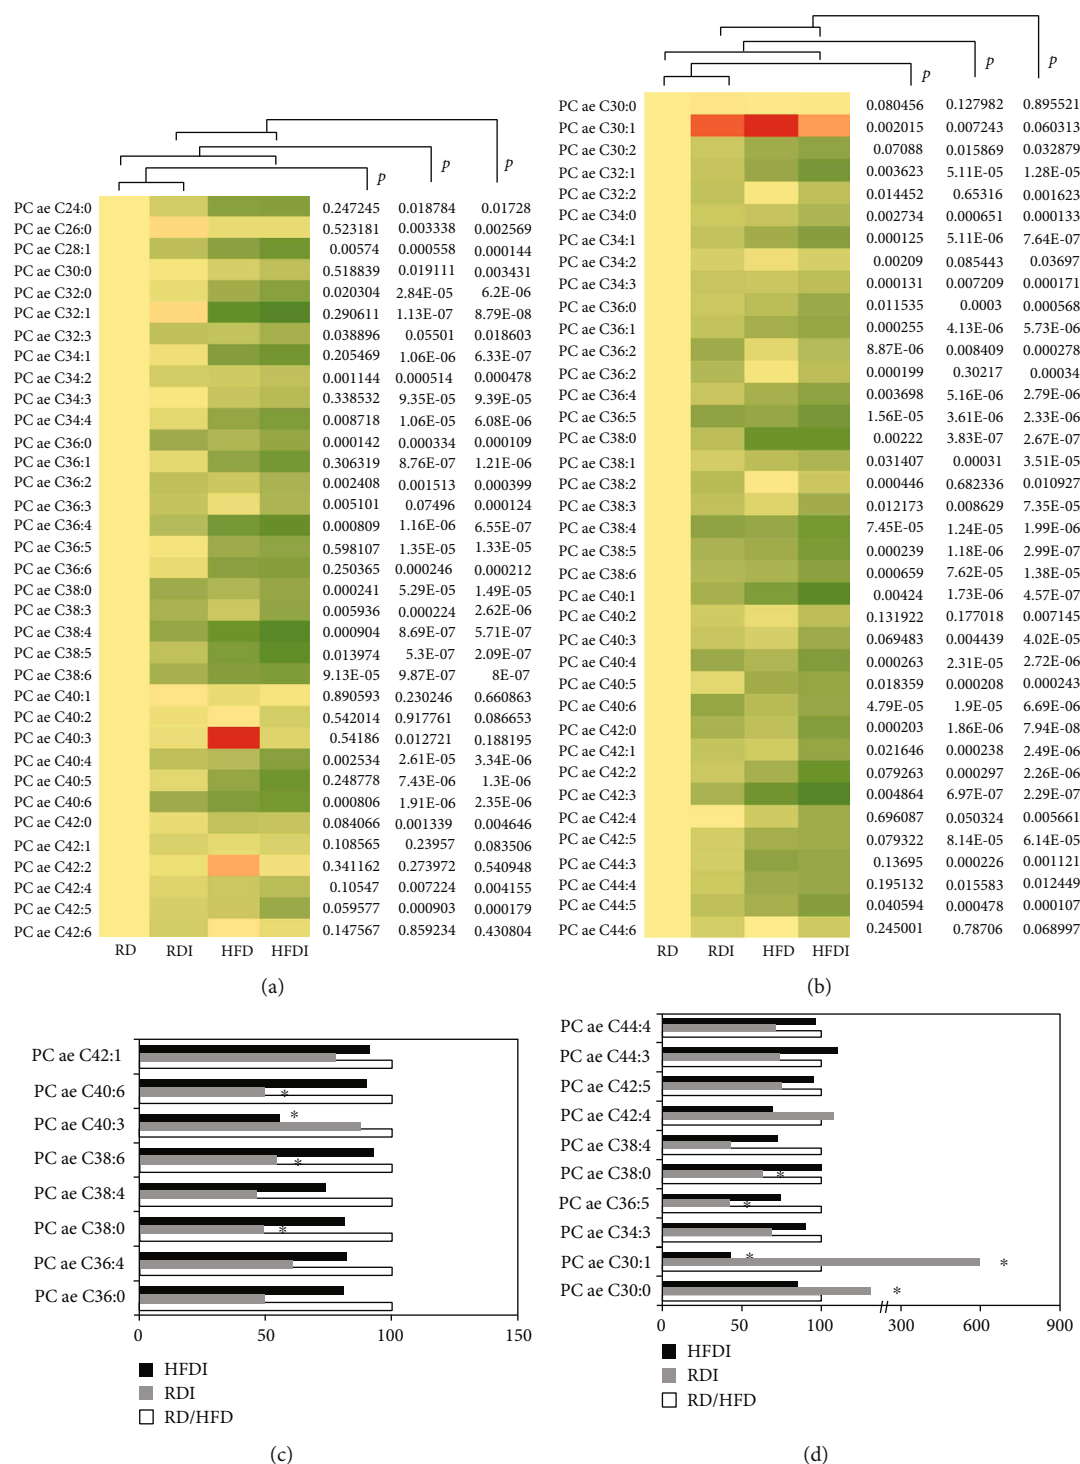 p p p
PC ae C24:0 0.247245 0.018784 0.01728
PC ae C26:0 0.523181 0.003338 0.002569
PC ae C28:1 0.00574 0.000558 0.000144
PC ae C30:0 0.518839 0.019111 0.003431
PC ae C32:0 0.020304 2.84E-05 6.2E-06
PC ae C32:1 0.290611 1.13E-07 8.79E-08
PC ae C32:3 0.038896 0.05501 0.018603
PC ae C34:1 0.205469 1.06E-06 6.33E-07
PC ae C34:2 0.001144 0.000514 0.000478
PC ae C34:3 0.338532 9.35E-05 9.39E-05
PC ae C34:4 0.008718 1.06E-05 6.08E-06
PC ae C36:0 0.000142 0.000334 0.000109
PC ae C36:1 0.306319 8.76E-07 1.21E-06
PC ae C36:2 0.002408 0.001513 0.000399
PC ae C36:3 0.005101 0.07496 0.000124
PC ae C36:4 0.000809 1.16E-06 6.55E-07
PC ae C36:5 0.598107 1.35E-05 1.33E-05
PC ae C36:6 0.250365 0.000246 0.000212
PC ae C38:0 0.000241 5.29E-05 1.49E-05
PC ae C38:3 0.005936 0.000224 2.62E-06
PC ae C38:4 0.000904 8.69E-07 5.71E-07
PC ae C38:5 0.013974 5.3E-07 2.09E-07
PC ae C38:6 9.13E-05 9.87E-07 8E-07
PC ae C40:1 0.890593 0.230246 0.660863
PC ae C40:2 0.542014 0.917761 0.086653
PC ae C40:3 0.54186 0.012721 0.188195
PC ae C40:4 0.002534 2.61E-05 3.34E-06
PC ae C40:5 0.248778 7.43E-06 1.3E-06
PC ae C40:6 0.000806 1.91E-06 2.35E-06
PC ae C42:0 0.084066 0.001339 0.004646
PC ae C42:1 0.108565 0.23957 0.083506
PC ae C42:2 0.341162 0.273972 0.540948
PC ae C42:4 0.10547 0.007224 0.004155
PC ae C42:5 0.059577 0.000903 0.000179
PC ae C42:6 0.147567 0.859234 0.430804
RD RDI HFD HFDI
(a)
p p p
PC ae C30:0 0.080456 0.127982 0.895521
PC ae C30:1 0.002015 0.007243 0.060313
PC ae C30:2 0.07088 0.015869 0.032879
PC ae C32:1 0.003623 5.11E-05 1.28E-05
PC ae C32:2 0.014452 0.65316 0.001623
PC ae C34:0 0.002734 0.000651 0.000133
PC ae C34:1 0.000125 5.11E-06 7.64E-07
PC ae C34:2 0.00209 0.085443 0.03697
PC ae C34:3 0.000131 0.007209 0.000171
PC ae C36:0 0.011535 0.0003 0.000568
PC ae C36:1 0.000255 4.13E-06 5.73E-06
PC ae C36:2 8.87E-06 0.008409 0.000278
PC ae C36:2 0.000199 0.30217 0.00034
PC ae C36:4 0.003698 5.16E-06 2.79E-06
PC ae C36:5 1.56E-05 3.61E-06 2.33E-06
PC ae C38:0 0.00222 3.83E-07 2.67E-07
PC ae C38:1 0.031407 0.00031 3.51E-05
PC ae C38:2 0.000446 0.682336 0.010927
PC ae C38:3 0.012173 0.008629 7.35E-05
PC ae C38:4 7.45E-05 1.24E-05 1.99E-06
PC ae C38:5 0.000239 1.18E-06 2.99E-07
PC ae C38:6 0.000659 7.62E-05 1.38E-05
PC ae C40:1 0.00424 1.73E-06 4.57E-07
PC ae C40:2 0.131922 0.177018 0.007145
PC ae C40:3 0.069483 0.004439 4.02E-05
PC ae C40:4 0.000263 2.31E-05 2.72E-06
PC ae C40:5 0.018359 0.000208 0.000243
PC ae C40:6 4.79E-05 1.9E-05 6.69E-06
PC ae C42:0 0.000203 1.86E-06 7.94E-08
PC ae C42:1 0.021646 0.000238 2.49E-06
PC ae C42:2 0.079263 0.000297 2.26E-06
PC ae C42:3 0.004864 6.97E-07 2.29E-07
PC ae C42:4 0.696087 0.050324 0.005661
PC ae C42:5 0.079322 8.14E-05 6.14E-05
PC ae C44:3 0.13695 0.000226 0.001121
PC ae C44:4 0.195132 0.015583 0.012449
PC ae C44:5 0.040594 0.000478 0.000107
PC ae C44:6 0.245001 0.78706 0.068997
RD RDI HFD HFDI
(b)
PC ae C42:1
PC ae C40:6 *
PC ae C40:3 *
PC ae C38:6 *
PC ae C38:4
PC ae C38:0 *
PC ae C36:4
PC ae C36:0
0 50 100 150
HFDI
RDI
RD/HFD
(c)
PC ae C44:4
PC ae C44:3
PC ae C42:5
PC ae C42:4
PC ae C38:4
PC ae C38:0 *
PC ae C36:5 *
PC ae C34:3
PC ae C30:1 * *
PC ae C30:0 *
0 50 100 300 600 900
HFDI
RDI
RD/HFD
(d)